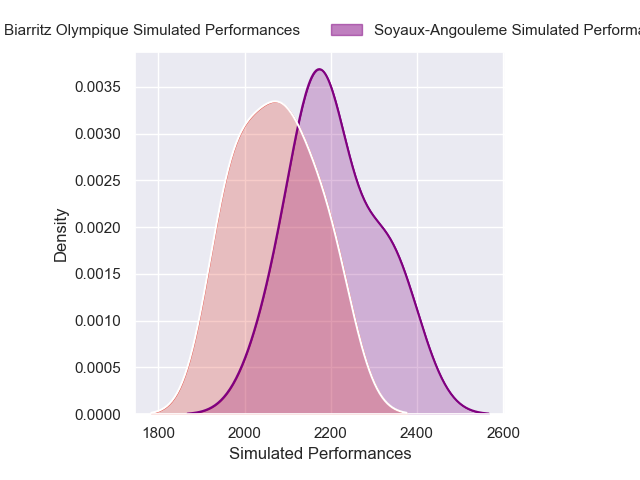 Biarritz Olympique Simulated Performances
Soyaux-Angouleme Simulated Performa
0.0035
0.0030
0.0025
0.0020
0.0015
0.0010
0.0005
0.0000
Density
1800 2000 2200 2400 2600
Simulated Performances